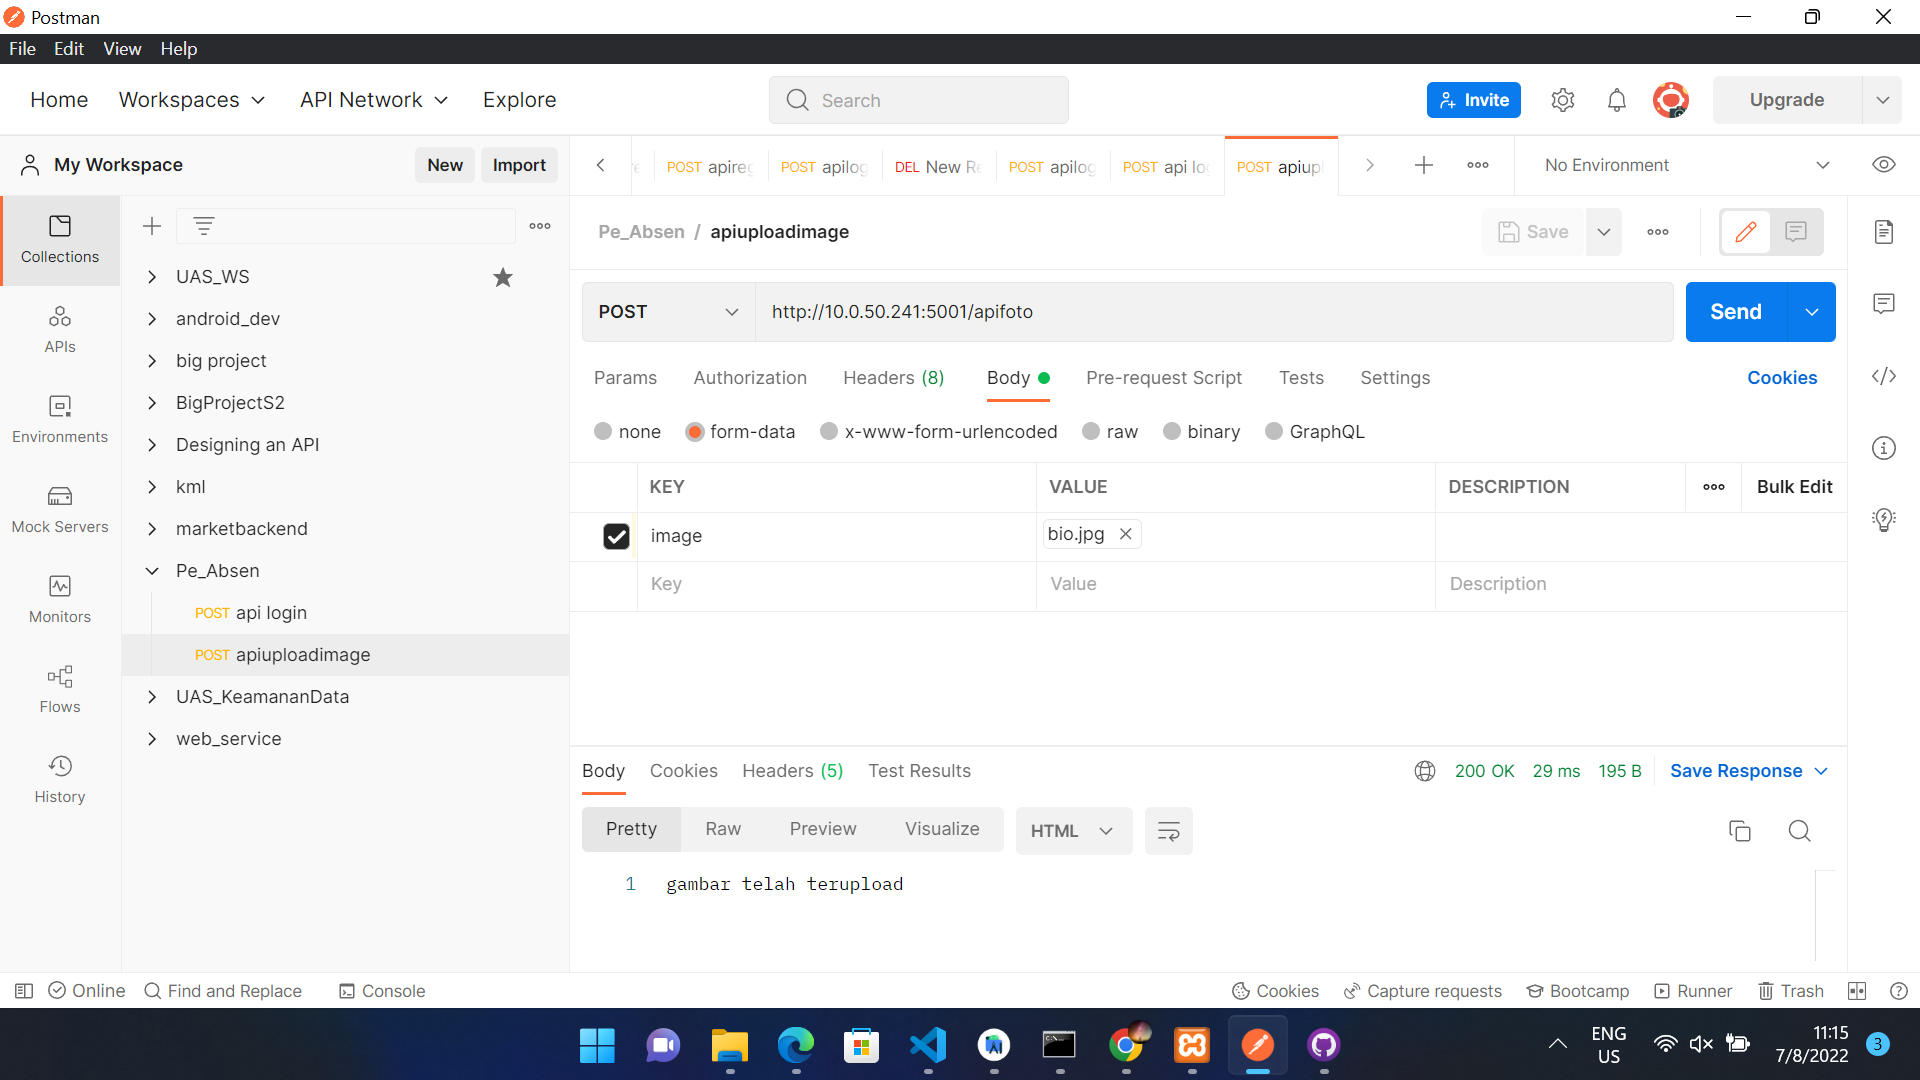 Postman
File Edit View Help
Home Workspaces API Network Explore Search Invite Upgrade
My Workspace New Import
POST apireg POST apilog DEL New Re POST apilog POST api lo POST apiupl No Environment
Collections
APIs
Environments
Mock Servers
Monitors
Flows
History
UAS_WS
android_dev
big project
BigProjectS2
Designing an API
kml
marketbackend
Pe_Absen
POST api login
POST apiuploadimage
UAS_KeamananData
web_service
Pe_Absen / apiuploadimage Save
POST http://10.0.50.241:5001/apifoto Send
Params Authorization Headers (8) Body Pre-request Script Tests Settings Cookies
none form-data x-www-form-urlencoded raw binary GraphQL
KEY VALUE DESCRIPTION Bulk Edit
image bio.jpg
Key Value Description
Body Cookies Headers (5) Test Results 200 OK 29 ms 195 B Save Response
Pretty Raw Preview Visualize HTML
1 gambar telah terupload
Online Find and Replace Console Cookies Capture requests Bootcamp Runner Trash
ENG
US
11:15
7/8/2022
3